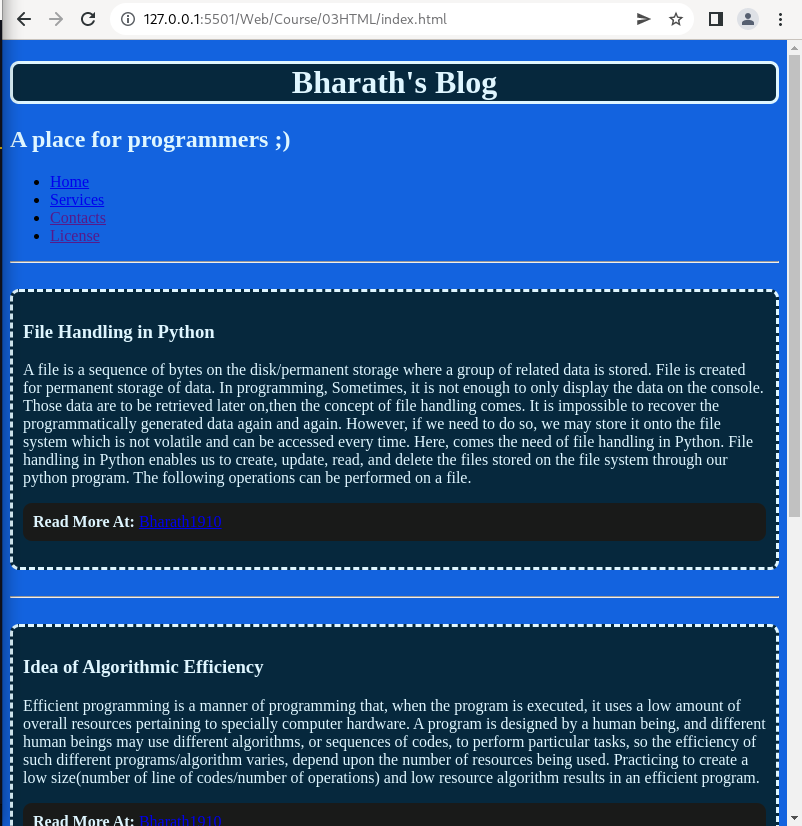 127.0.0.1:5501/Web/Course/03HTML/index.html
Bharath's Blog
A place for programmers ;)
Home
Services
Contacts
License
File Handling in Python
A file is a sequence of bytes on the disk/permanent storage where a group of related data is stored. File is created
for permanent storage of data. In programming, Sometimes, it is not enough to only display the data on the console.
Those data are to be retrieved later on,then the concept of file handling comes. It is impossible to recover the
programmatically generated data again and again. However, if we need to do so, we may store it onto the file
system which is not volatile and can be accessed every time. Here, comes the need of file handling in Python. File
handling in Python enables us to create, update, read, and delete the files stored on the file system through our
python program. The following operations can be performed on a file.
Read More At: Bharath1910
Idea of Algorithmic Efficiency
Efficient programming is a manner of programming that, when the program is executed, it uses a low amount of
overall resources pertaining to specially computer hardware. A program is designed by a human being, and different
human beings may use different algorithms, or sequences of codes, to perform particular tasks, so the efficiency of
such different programs/algorithm varies, depend upon the number of resources being used. Practicing to create a
low size(number of line of codes/number of operations) and low resource algorithm results in an efficient program.
Read More At: Bharath1910